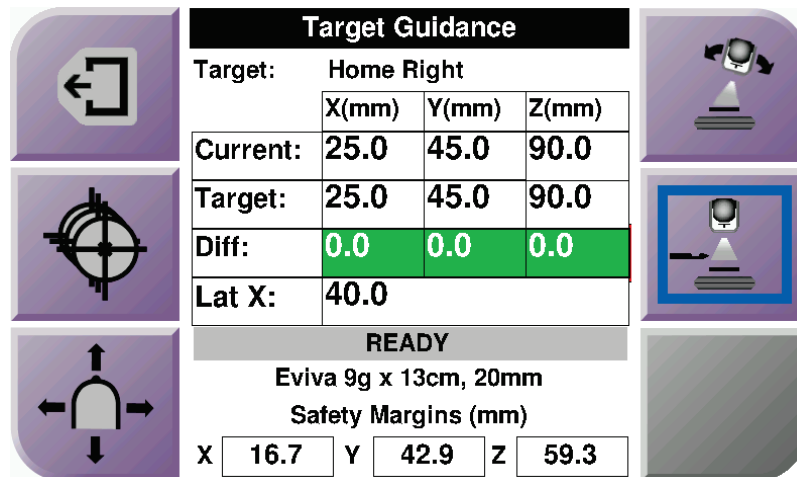 Target Guidance
Target: Home Right
X(mm) Y(mm) Z(mm)
Current: 25.0 45.0 90.0
Target: 25.0 45.0 90.0
Diff: 0.0 0.0 0.0
Lat X: 40.0
READY
Eviva 9g x 13cm, 20mm
Safety Margins (mm)
X 16.7 Y 42.9 Z 59.3